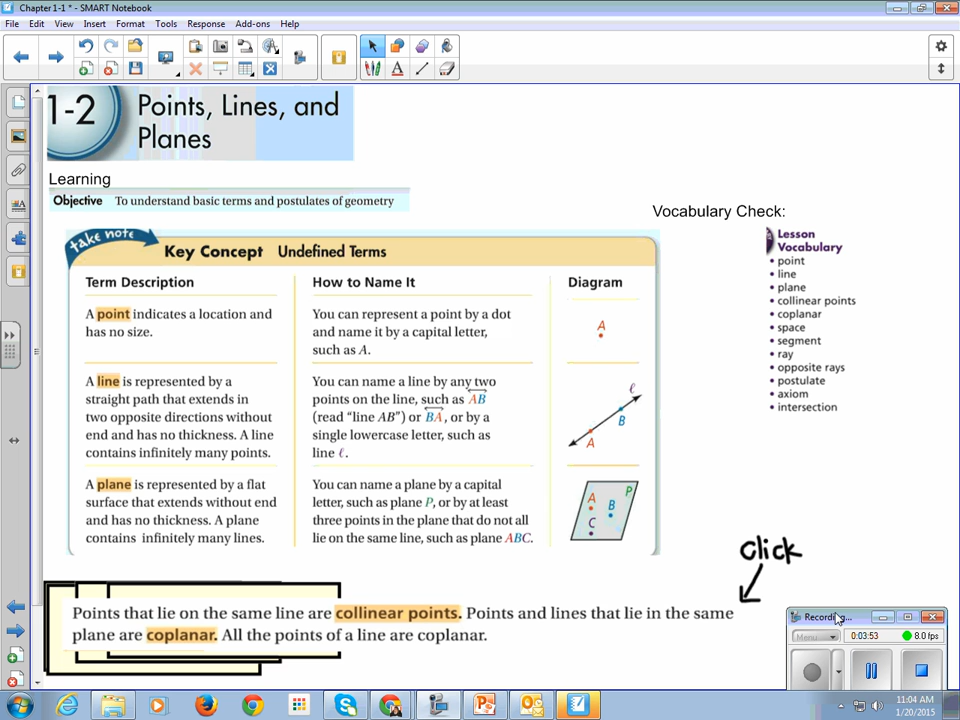 Chapter 1-1 * - SMART Notebook
File Edit View Insert Format Tools Response Add-ons Help
1-2 Points, Lines, and
Planes
Learning
Objective To understand basic terms and postulates of geometry
Vocabulary Check:
Lesson
Vocabulary
• point
• line
• plane
• collinear points
• coplanar
• space
• segment
• ray
• opposite rays
• postulate
• axiom
• intersection
take note
Key Concept Undefined Terms
Term Description How to Name It Diagram
A point indicates a location and
has no size.
You can represent a point by a dot
and name it by a capital letter,
such as A.
A
A line is represented by a
straight path that extends in
two opposite directions without
end and has no thickness. A line
contains infinitely many points.
You can name a line by any two
points on the line, such as AB
(read “line AB”) or BA, or by a
single lowercase letter, such as
line ℓ.
ℓ
B
A
A plane is represented by a flat
surface that extends without end
and has no thickness. A plane
contains infinitely many lines.
You can name a plane by a capital
letter, such as plane P, or by at least
three points in the plane that do not all
lie on the same line, such as plane ABC.
A B P
C
click
Points that lie on the same line are collinear points. Points and lines that lie in the same
plane are coplanar. All the points of a line are coplanar.
Recording...
Menu 0:03:53 8.0 fps
11:04 AM
1/20/2015